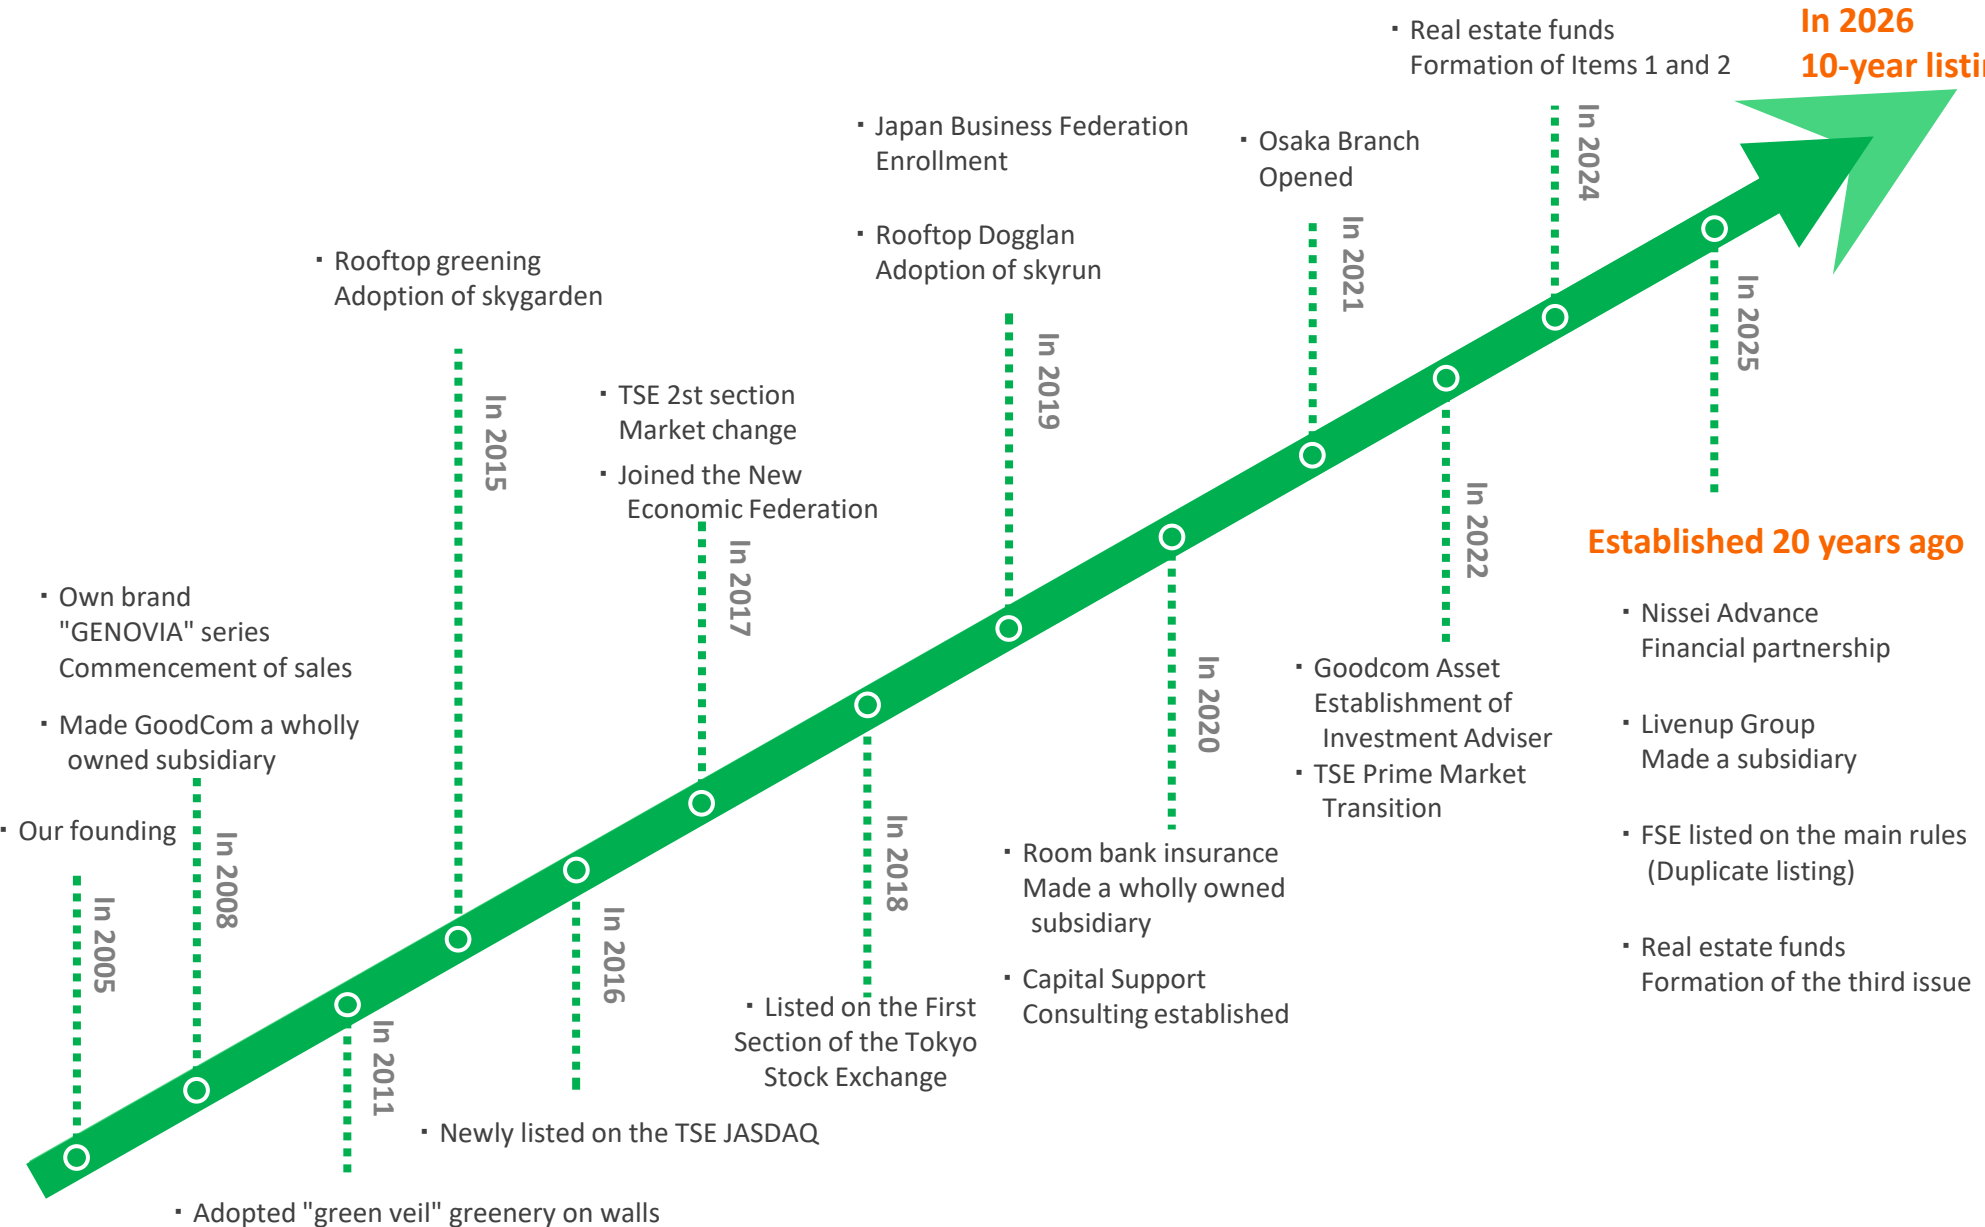 ・Our founding
In 2005
・Own brand
"GENOVIA" series
Commencement of sales
・Made GoodCom a wholly
owned subsidiary
In 2008
In 2011
・Adopted "green veil" greenery on walls
・Rooftop greening
Adoption of skygarden
In 2015
In 2016
・Newly listed on the TSE JASDAQ
・TSE 2st section
Market change
・Joined the New
Economic Federation
In 2017
In 2018
・Listed on the First
Section of the Tokyo
Stock Exchange
・Japan Business Federation
Enrollment
・Rooftop Dogglan
Adoption of skyrun
In 2019
In 2020
・Room bank insurance
Made a wholly owned
subsidiary
・Capital Support
Consulting established
・Osaka Branch
Opened
In 2021
In 2022
・Goodcom Asset
Establishment of
Investment Adviser
・TSE Prime Market
Transition
・Real estate funds
Formation of Items 1 and 2
In 2024
In 2025
Established 20 years ago
・Nissei Advance
Financial partnership
・Livenup Group
Made a subsidiary
・FSE listed on the main rules
(Duplicate listing)
・Real estate funds
Formation of the third issue
In 2026
10-year